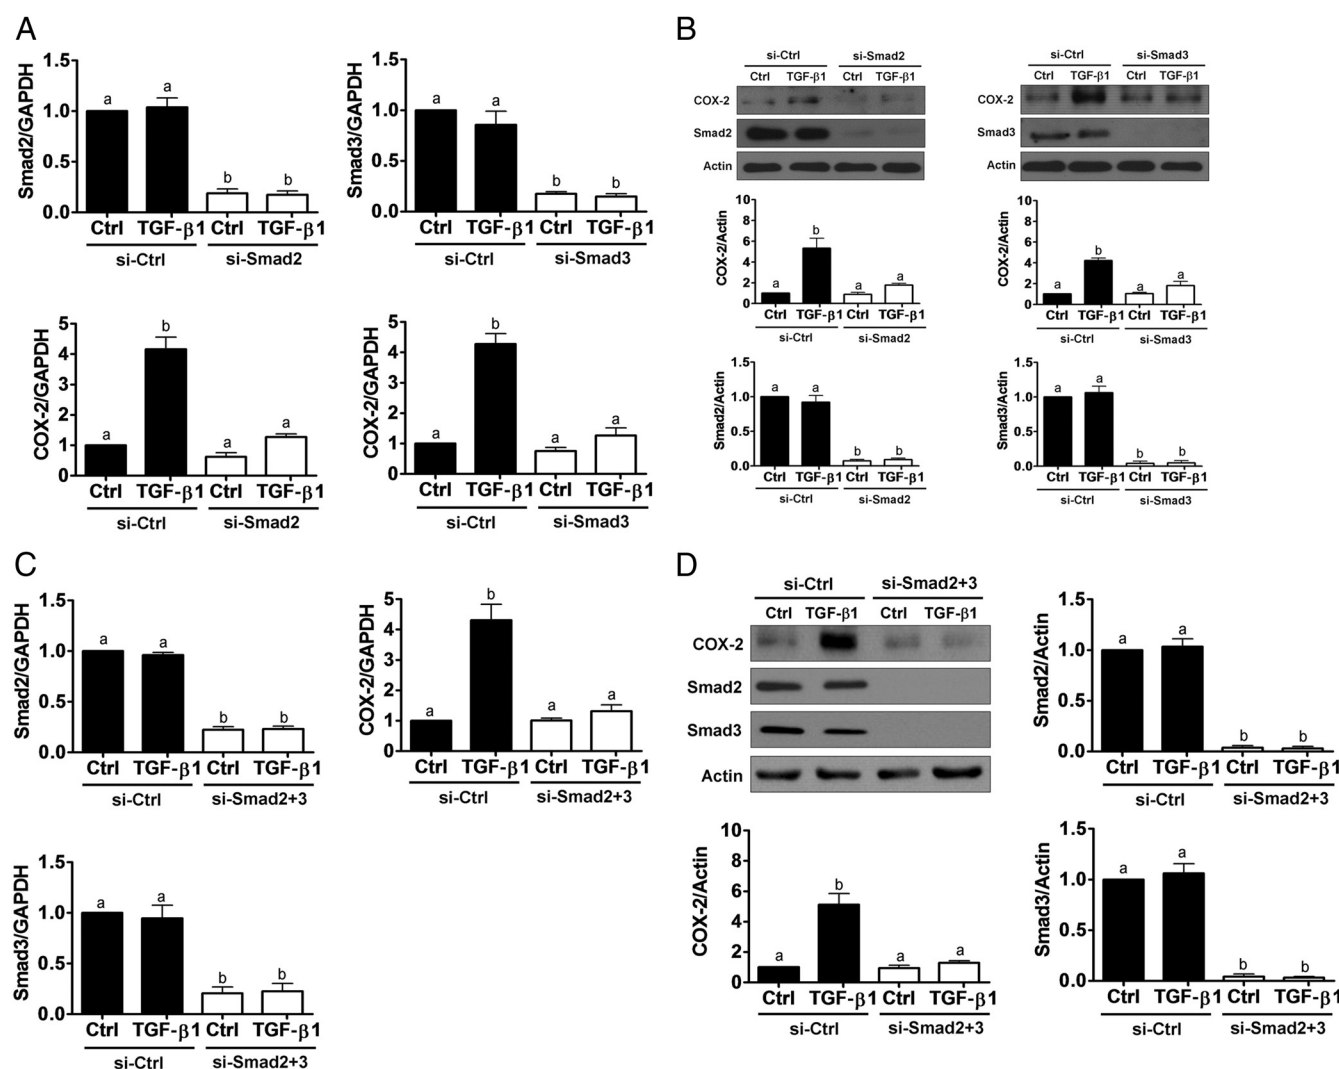 A
Smad2/GAPDH
1.5
1.0
0.5
0.0
a a b b
Ctrl TGF-β1 Ctrl TGF-β1
si-Ctrl si-Smad2
Smad3/GAPDH
1.5
1.0
0.5
0.0
a a b b
Ctrl TGF-β1 Ctrl TGF-β1
si-Ctrl si-Smad3
COX-2/GAPDH
5
4
3
2
1
0
a b a a
Ctrl TGF-β1 Ctrl TGF-β1
si-Ctrl si-Smad2
COX-2/GAPDH
5
4
3
2
1
0
a b a a
Ctrl TGF-β1 Ctrl TGF-β1
si-Ctrl si-Smad3
B
si-Ctrl si-Smad2
Ctrl TGF-β1 Ctrl TGF-β1
COX-2
Smad2
Actin
si-Ctrl si-Smad3
Ctrl TGF-β1 Ctrl TGF-β1
COX-2
Smad3
Actin
COX-2/Actin
10
8
6
4
2
0
a b a a
Ctrl TGF-β1 Ctrl TGF-β1
si-Ctrl si-Smad2
COX-2/Actin
10
8
6
4
2
0
a b a a
Ctrl TGF-β1 Ctrl TGF-β1
si-Ctrl si-Smad3
Smad2/Actin
1.5
1.0
0.5
0.0
a a b b
Ctrl TGF-β1 Ctrl TGF-β1
si-Ctrl si-Smad2
Smad3/Actin
1.5
1.0
0.5
0.0
a a b b
Ctrl TGF-β1 Ctrl TGF-β1
si-Ctrl si-Smad3
C
Smad2/GAPDH
1.5
1.0
0.5
0.0
a a b b
Ctrl TGF-β1 Ctrl TGF-β1
si-Ctrl si-Smad2+3
COX-2/GAPDH
5
4
3
2
1
0
a b a a
Ctrl TGF-β1 Ctrl TGF-β1
si-Ctrl si-Smad2+3
Smad3/GAPDH
1.5
1.0
0.5
0.0
a a b b
Ctrl TGF-β1 Ctrl TGF-β1
si-Ctrl si-Smad2+3
D
si-Ctrl si-Smad2+3
Ctrl TGF-β1 Ctrl TGF-β1
COX-2
Smad2
Smad3
Actin
Smad2/Actin
1.5
1.0
0.5
0.0
a a b b
Ctrl TGF-β1 Ctrl TGF-β1
si-Ctrl si-Smad2+3
COX-2/Actin
10
8
6
4
2
0
a b a a
Ctrl TGF-β1 Ctrl TGF-β1
si-Ctrl si-Smad2+3
Smad3/Actin
1.5
1.0
0.5
0.0
a a b b
Ctrl TGF-β1 Ctrl TGF-β1
si-Ctrl si-Smad2+3